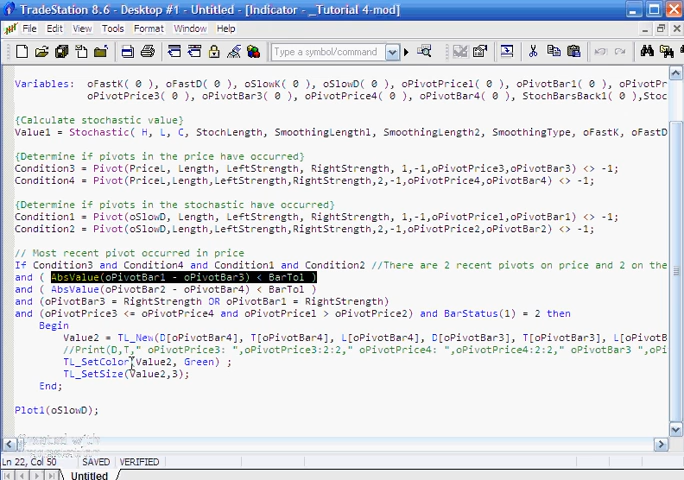 TradeStation 8.6 - Desktop #1 - Untitled - [Indicator - _Tutorial 4-mod]
File Edit View Tools Format Window Help
Type a symbol/command
Variables: oFastK( 0 ), oFastD( 0 ), oSlowK( 0 ), oSlowD( 0 ), oPivotPrice1( 0 ), oPivotBar1( 0 ), oPivotPr
oPivotPrice3( 0 ), oPivotBar3( 0 ), oPivotPrice4( 0 ), oPivotBar4( 0 ), StochBarsBack1( 0 ),Stoc
{Calculate stochastic value}
Value1 = Stochastic( H, L, C, StochLength, SmoothingLength1, SmoothingLength2, SmoothingType, oFastK, oFastD
{Determine if pivots in the price have occurred}
Condition3 = Pivot(PriceL, Length, LeftStrength, RightStrength, 1,-1,oPivotPrice3,oPivotBar3) <> -1;
Condition4 = Pivot(PriceL,Length,LeftStrength,RightStrength,2,-1,oPivotPrice4,oPivotBar4) <> -1;
{Determine if pivots in the stochastic have occured}
Condition1 = Pivot(oSlowD, Length, LeftStrength, RightStrength, 1,-1,oPivotPrice1,oPivotBar1) <> -1;
Condition2 = Pivot(oSlowD,Length,LeftStrength,RightStrength,2,-1,oPivotPrice2,oPivotBar2) <> -1;
// Most recent pivot occurred in price
If Condition3 and Condition4 and Condition1 and Condition2 //There are 2 recent pivots on price and 2 on the
and ( AbsValue(oPivotBar1 - oPivotBar3) < BarTol )
and ( AbsValue(oPivotBar2 - oPivotBar4) < BarTol )
and (oPivotBar3 = RightStrength OR oPivotBar1 = RightStrength)
and (oPivotPrice3 <= oPivotPrice4 and oPivotPrice1 > oPivotPrice2) and BarStatus(1) = 2 then
Begin
Value2 = TL_New(D[oPivotBar4], T[oPivotBar4], L[oPivotBar4], D[oPivotBar3], T[oPivotBar3], L[oPivotB
//Print(D,T," oPivotPrice3: ",oPivotPrice3:2:2," oPivotPrice4: ",oPivotPrice4:2:2," oPivotBar3 ",oPi
TL_SetColor(Value2, Green) ;
TL_SetSize(Value2,3);
End;
Plot1(oSlowD);
Ln 22, Col 50 SAVED VERIFIED
Untitled